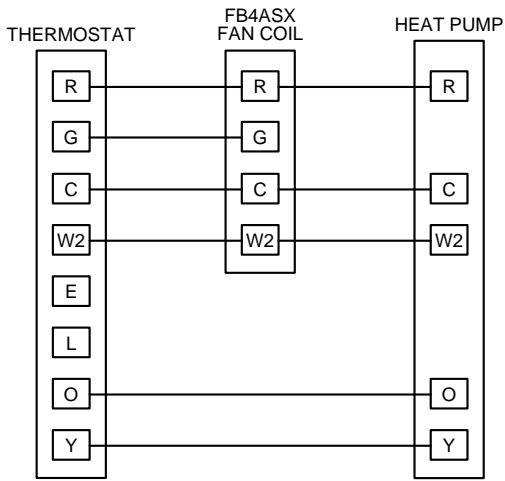 THERMOSTAT
FB4ASX
FAN COIL
HEAT PUMP
R R R
G G
C C C
W2 W2 W2
E
L
O O
Y Y